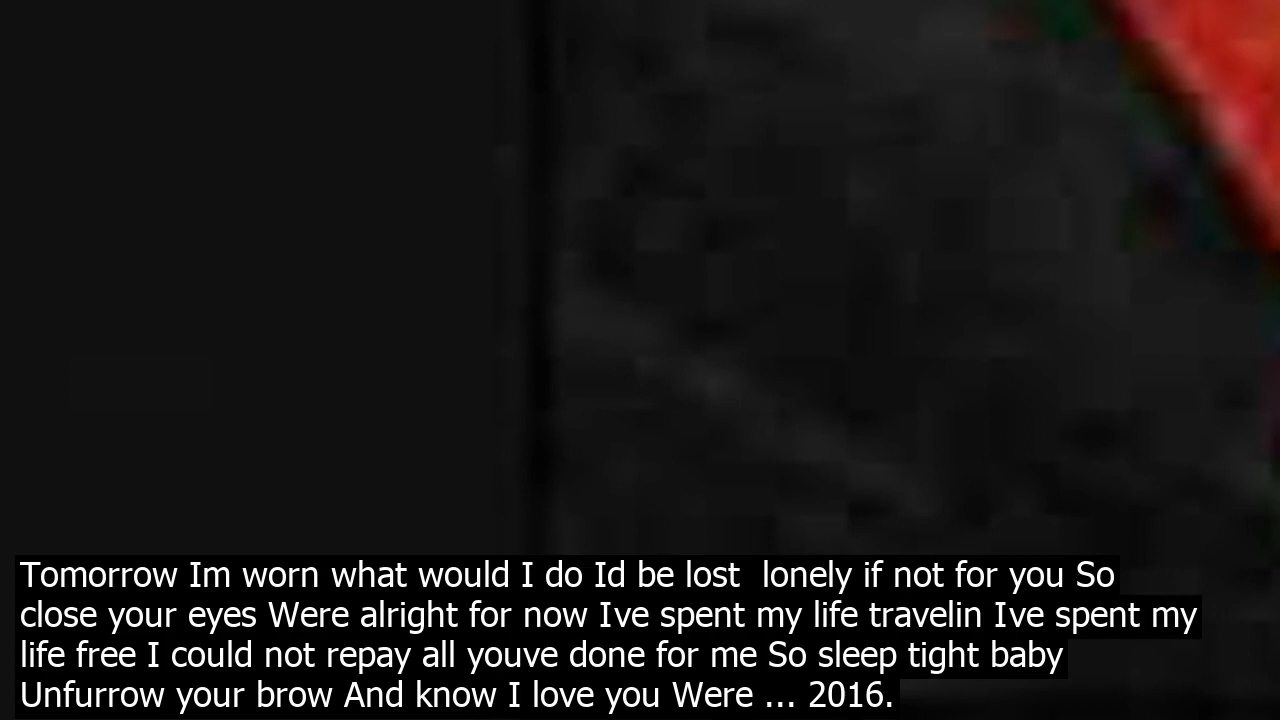 Tomorrow Im worn what would I do Id be lost  lonely if not for you So
close your eyes Were alright for now Ive spent my life travelin Ive spent my
life free I could not repay all youve done for me So sleep tight baby
Unfurrow your brow And know I love you Were ... 2016.